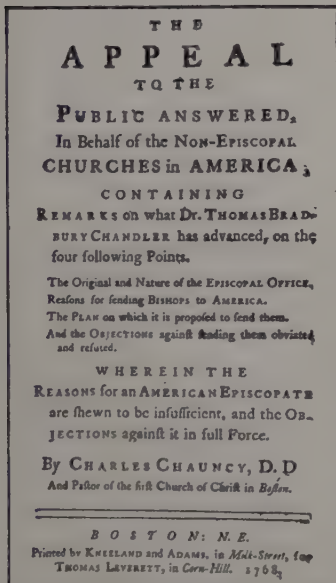 THE
APPEAL
TO THE
PUBLIC ANSWERED,
In Behalf of the NON-EPISCOPAL
CHURCHES in AMERICA;
CONTAINING
REMARKS on what Dr. THOMAS BRAD-
BURY CHANDLER has advanced, on the
four following Points.
The Original and Nature of the EPISCOPAL OFFICE,
Reasons for ſending BISHOPS to AMERICA.
The PLAN on which it is propoſed to ſend them.
And the OBJECTIONS againſt ſending them obviated
and refuted.
WHEREIN THE
REASONS for an AMERICAN EPISCOPATE
are ſhewn to be inſufficient, and the OB-
JECTIONS againſt it in full Force.
By CHARLES CHAUNCY, D. D
And Paſtor of the firſt Church of Chriſt in Boſton.
BOSTON: N. E.
Printed by KNEELAND and ADAMS, in Milk-Street, for
THOMAS LEVERETT, in Corn-Hill. 1768.